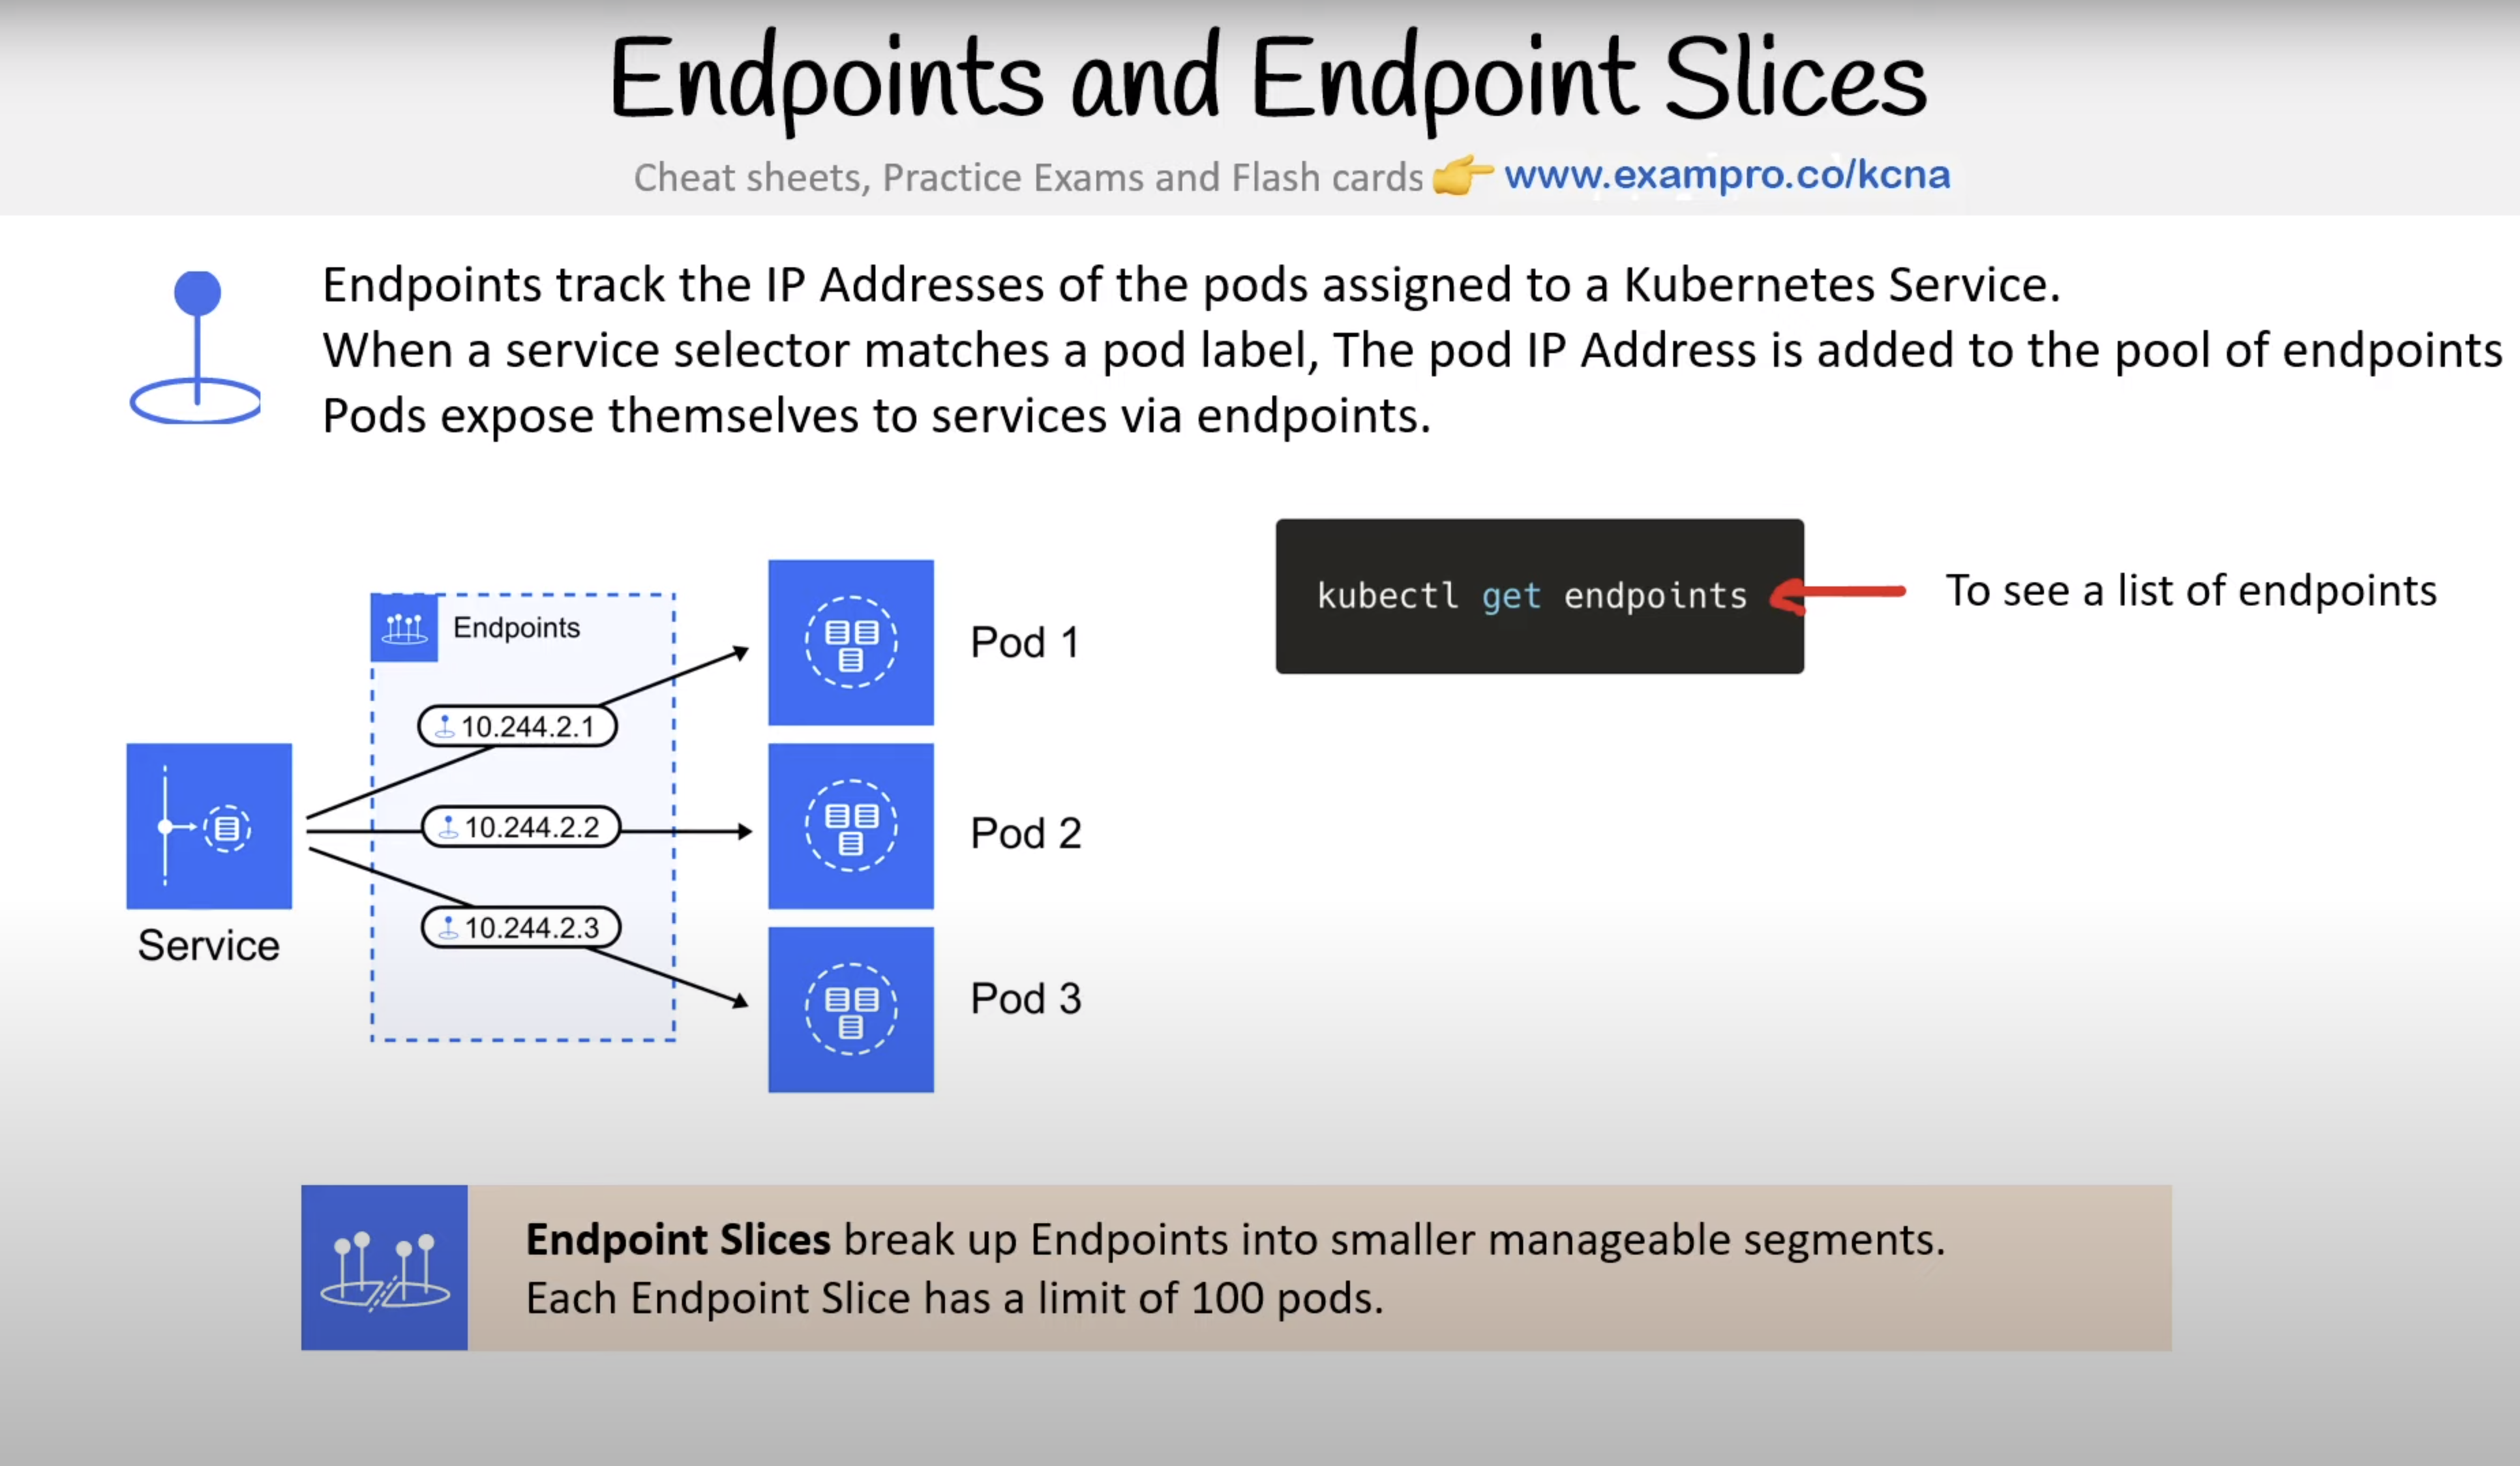 Endpoints and Endpoint Slices
Cheat sheets, Practice Exams and Flash cards 👉 www.exampro.co/kcna
Endpoints track the IP Addresses of the pods assigned to a Kubernetes Service.
When a service selector matches a pod label, The pod IP Address is added to the pool of endpoints
Pods expose themselves to services via endpoints.
kubectl get endpoints
To see a list of endpoints
Endpoints
10.244.2.1
10.244.2.2
10.244.2.3
Service
Pod 1
Pod 2
Pod 3
Endpoint Slices break up Endpoints into smaller manageable segments.
Each Endpoint Slice has a limit of 100 pods.